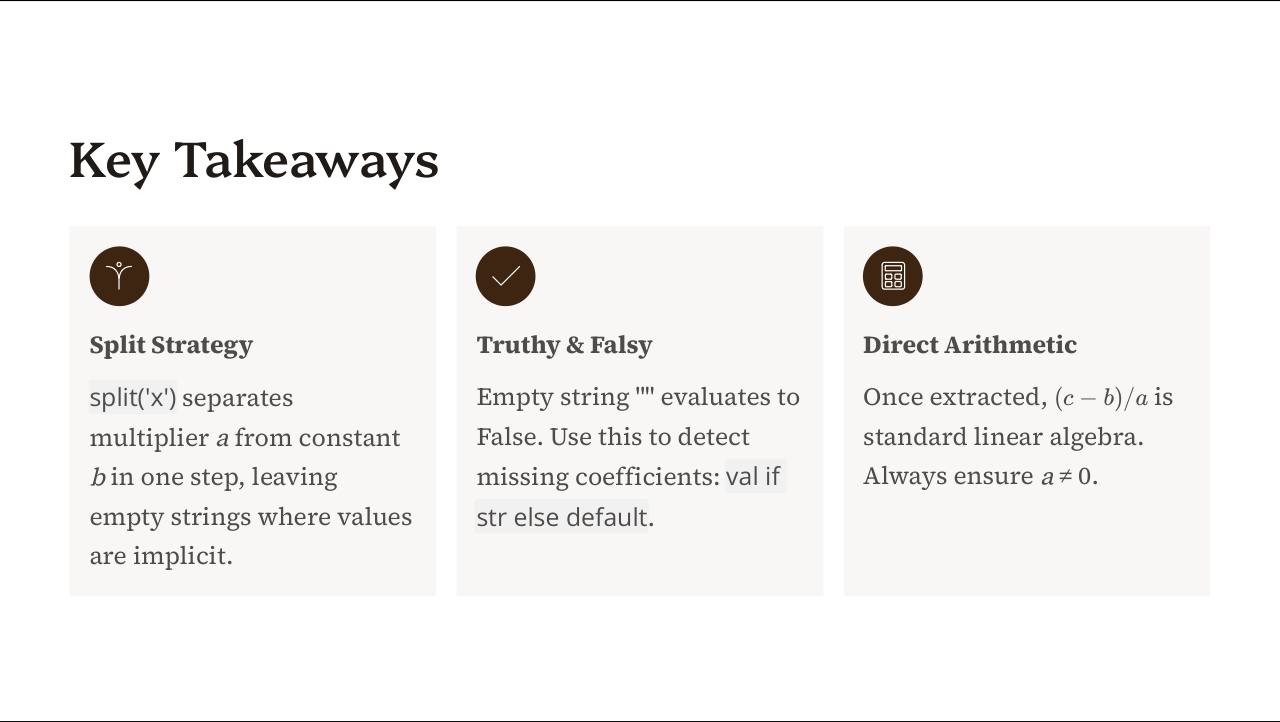 Key Takeaways
Split Strategy
split('x') separates
multiplier a from constant
b in one step, leaving
empty strings where values
are implicit.
Truthy & Falsy
Empty string "" evaluates to
False. Use this to detect
missing coefficients: val if
str else default.
Direct Arithmetic
Once extracted, (c − b)/a is
standard linear algebra.
Always ensure a ≠ 0.